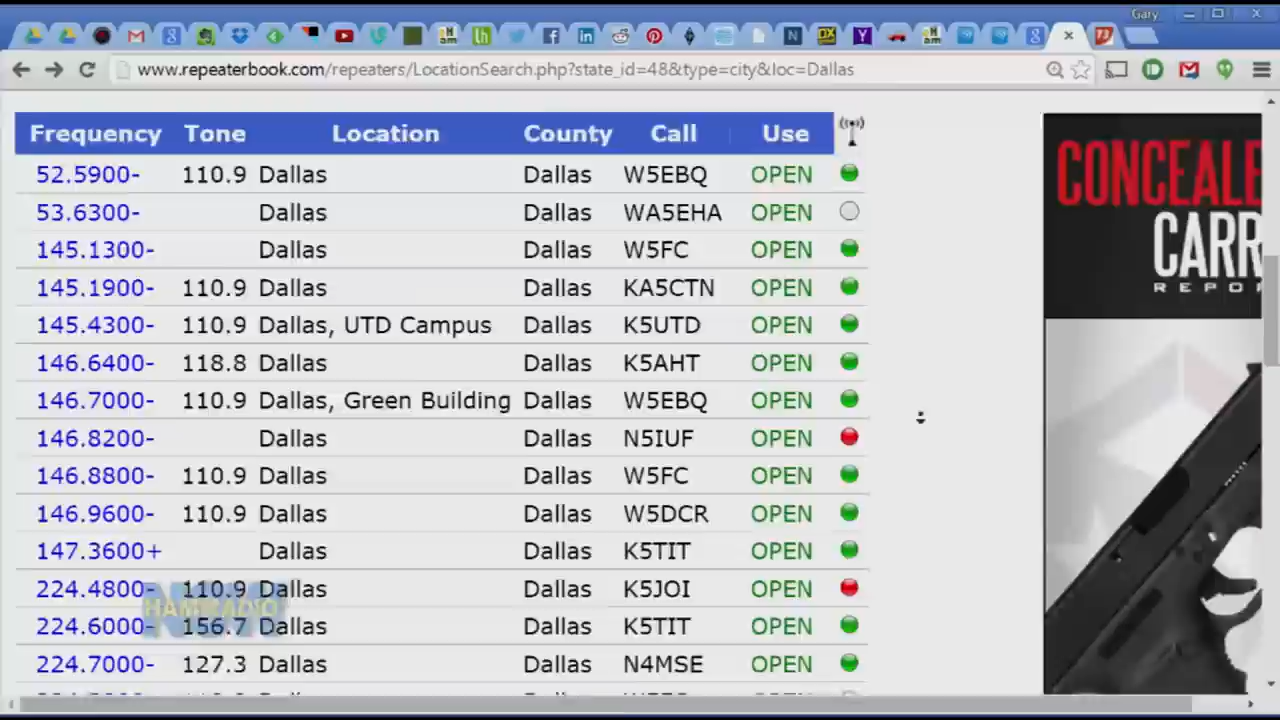 Gary
www.repeaterbook.com/repeaters/LocationSearch.php?state_id=48&type=city&loc=Dallas
Frequency Tone Location County Call Use
52.5900- 110.9 Dallas Dallas W5EBQ OPEN
53.6300- Dallas Dallas WA5EHA OPEN
145.1300- Dallas Dallas W5FC OPEN
145.1900- 110.9 Dallas Dallas KA5CTN OPEN
145.4300- 110.9 Dallas, UTD Campus Dallas K5UTD OPEN
146.6400- 118.8 Dallas Dallas K5AHT OPEN
146.7000- 110.9 Dallas, Green Building Dallas W5EBQ OPEN
146.8200- Dallas Dallas N5IUF OPEN
146.8800- 110.9 Dallas Dallas W5FC OPEN
146.9600- 110.9 Dallas Dallas W5DCR OPEN
147.3600+ Dallas Dallas K5TIT OPEN
224.4800- 110.9 Dallas Dallas K5JOI OPEN
224.6000- 156.7 Dallas Dallas K5TIT OPEN
224.7000- 127.3 Dallas Dallas N4MSE OPEN
HAM RADIO
NOW
CONCEALE
CARR
REPO